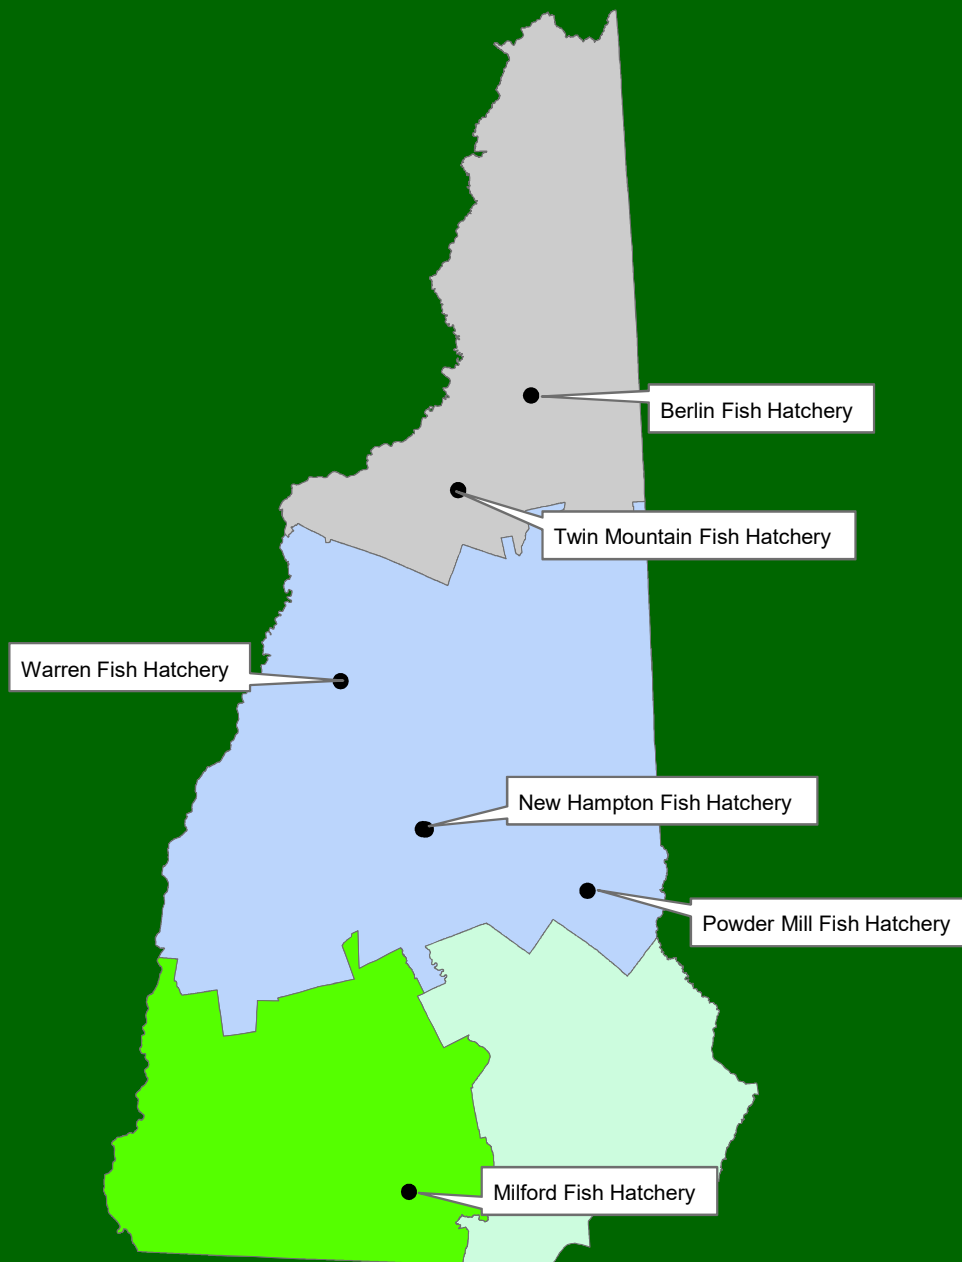 Berlin Fish Hatchery
Twin Mountain Fish Hatchery
Warren Fish Hatchery
New Hampton Fish Hatchery
Powder Mill Fish Hatchery
Milford Fish Hatchery